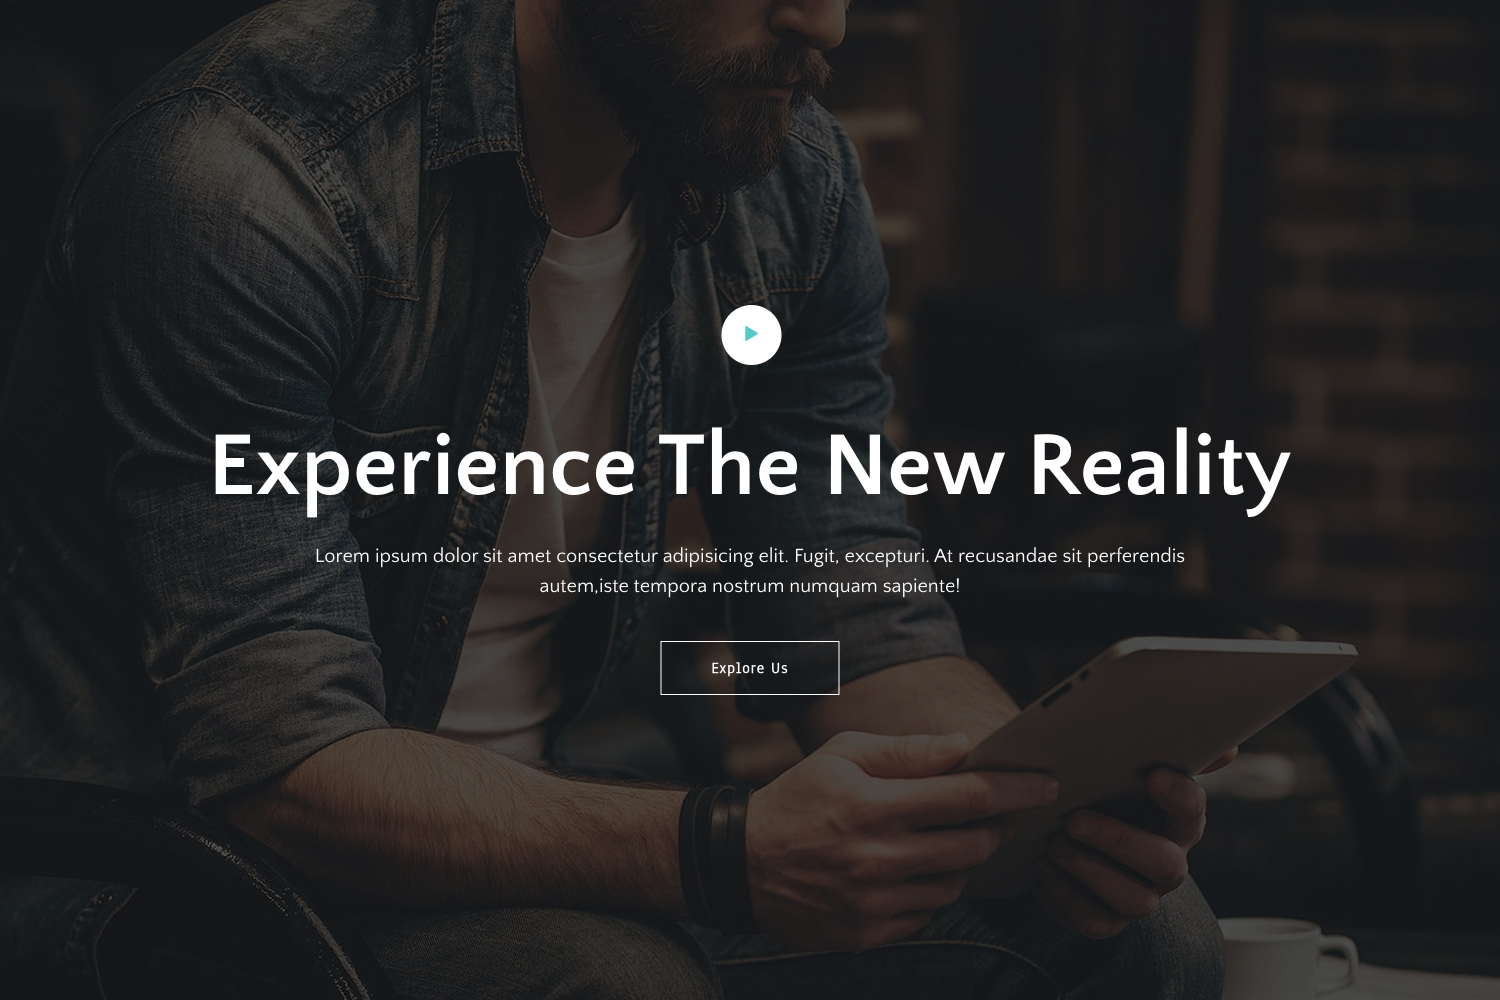 Experience The New Reality
Lorem ipsum dolor sit amet consectetur adipisicing elit. Fugit, excepturi. At recusandae sit perferendis
autem,iste tempora nostrum numquam sapiente!
Explore Us